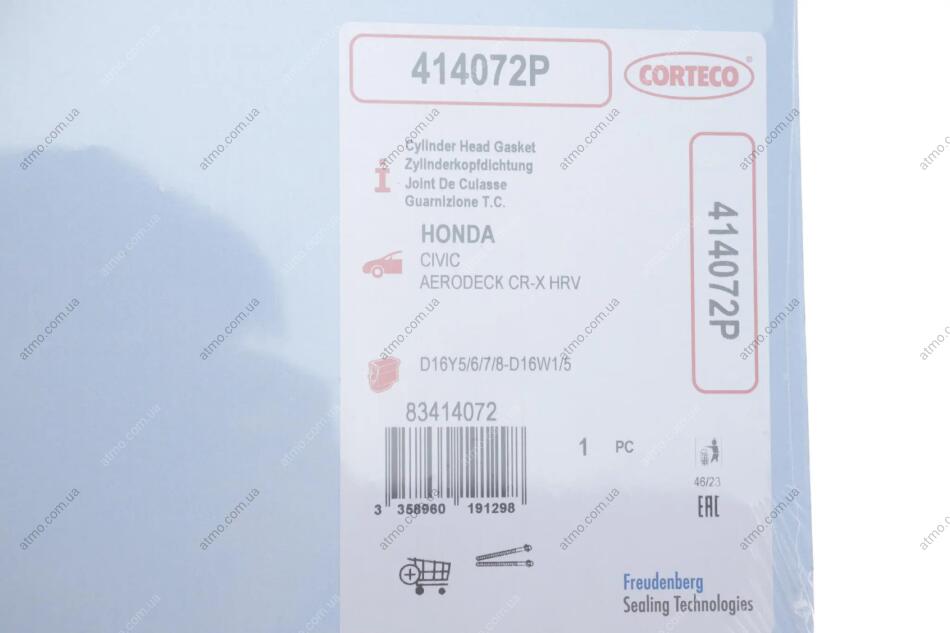 414072P
CORTECO®
Cylinder Head Gasket
Zylinderkopfdichtung
Joint De Culasse
Guarnizione T.C.
414072P
HONDA
CIVIC
AERODECK CR-X HRV
D16Y5/6/7/8-D16W1/5
83414072
1 PC
46/23
EAC
3 358960 191298
Freudenberg
Sealing Technologies
atmo.com.ua